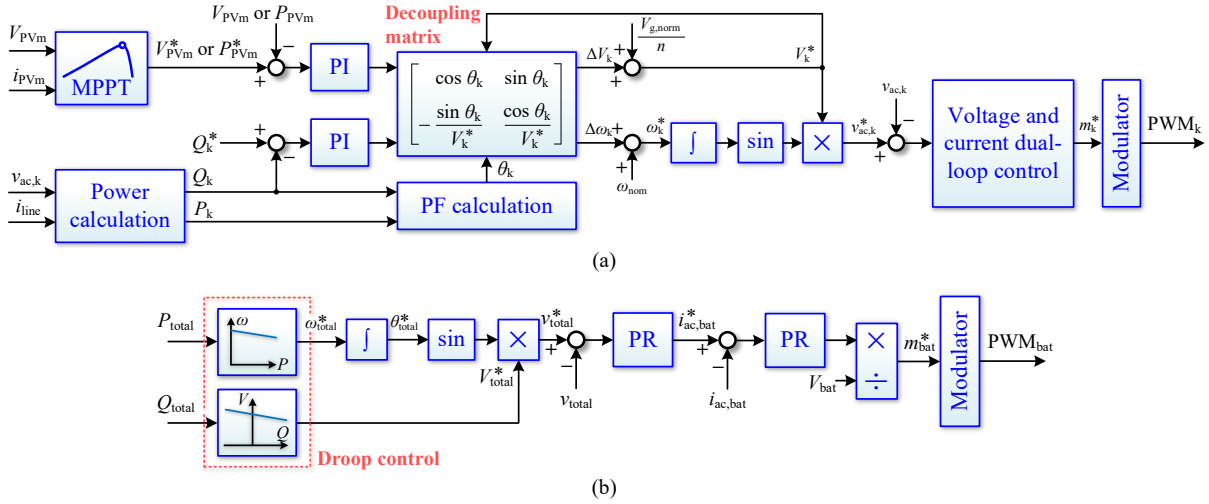 V_PVm
i_PVm
MPPT
V*_PVm or P*_PVm
V_PVm or P_PVm
−
+
PI
Decoupling
matrix
cos θ_k sin θ_k
− sin θ_k / V*_k cos θ_k / V*_k
ΔV_k
+
V_g,norm / n
+
V*_k
Q*_k
+
−
PI
Δω_k
+
+
ω_nom
ω*_k
∫
sin
×
v*_ac,k
+
v_ac,k
−
Voltage and
current dual-
loop control
m*_k
Modulator
PWM_k
v_ac,k
i_line
Power
calculation
Q_k
P_k
θ_k
PF calculation
(a)
P_total
ω
P
ω*_total
∫
θ*_total
sin
×
v*_total
+
−
v_total
PR
i*_ac,bat
+
−
i_ac,bat
PR
×
÷
V_bat
m*_bat
Modulator
PWM_bat
Q_total
V
Q
V*_total
Droop control
(b)